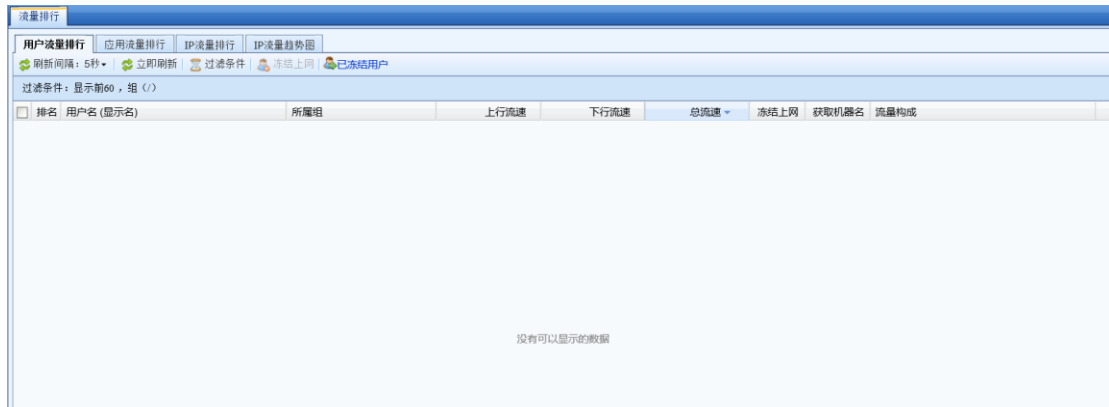 流量排行
用户流量排行 应用流量排行 IP流量排行 IP流量趋势图
刷新间隔：5秒 立即刷新 过滤条件 冻结上网 已冻结用户
过滤条件：显示前60，组（/）
排名 用户名(显示名) 所属组 上行流速 下行流速 总流速 冻结上网 获取机器名 流量构成
没有可以显示的数据